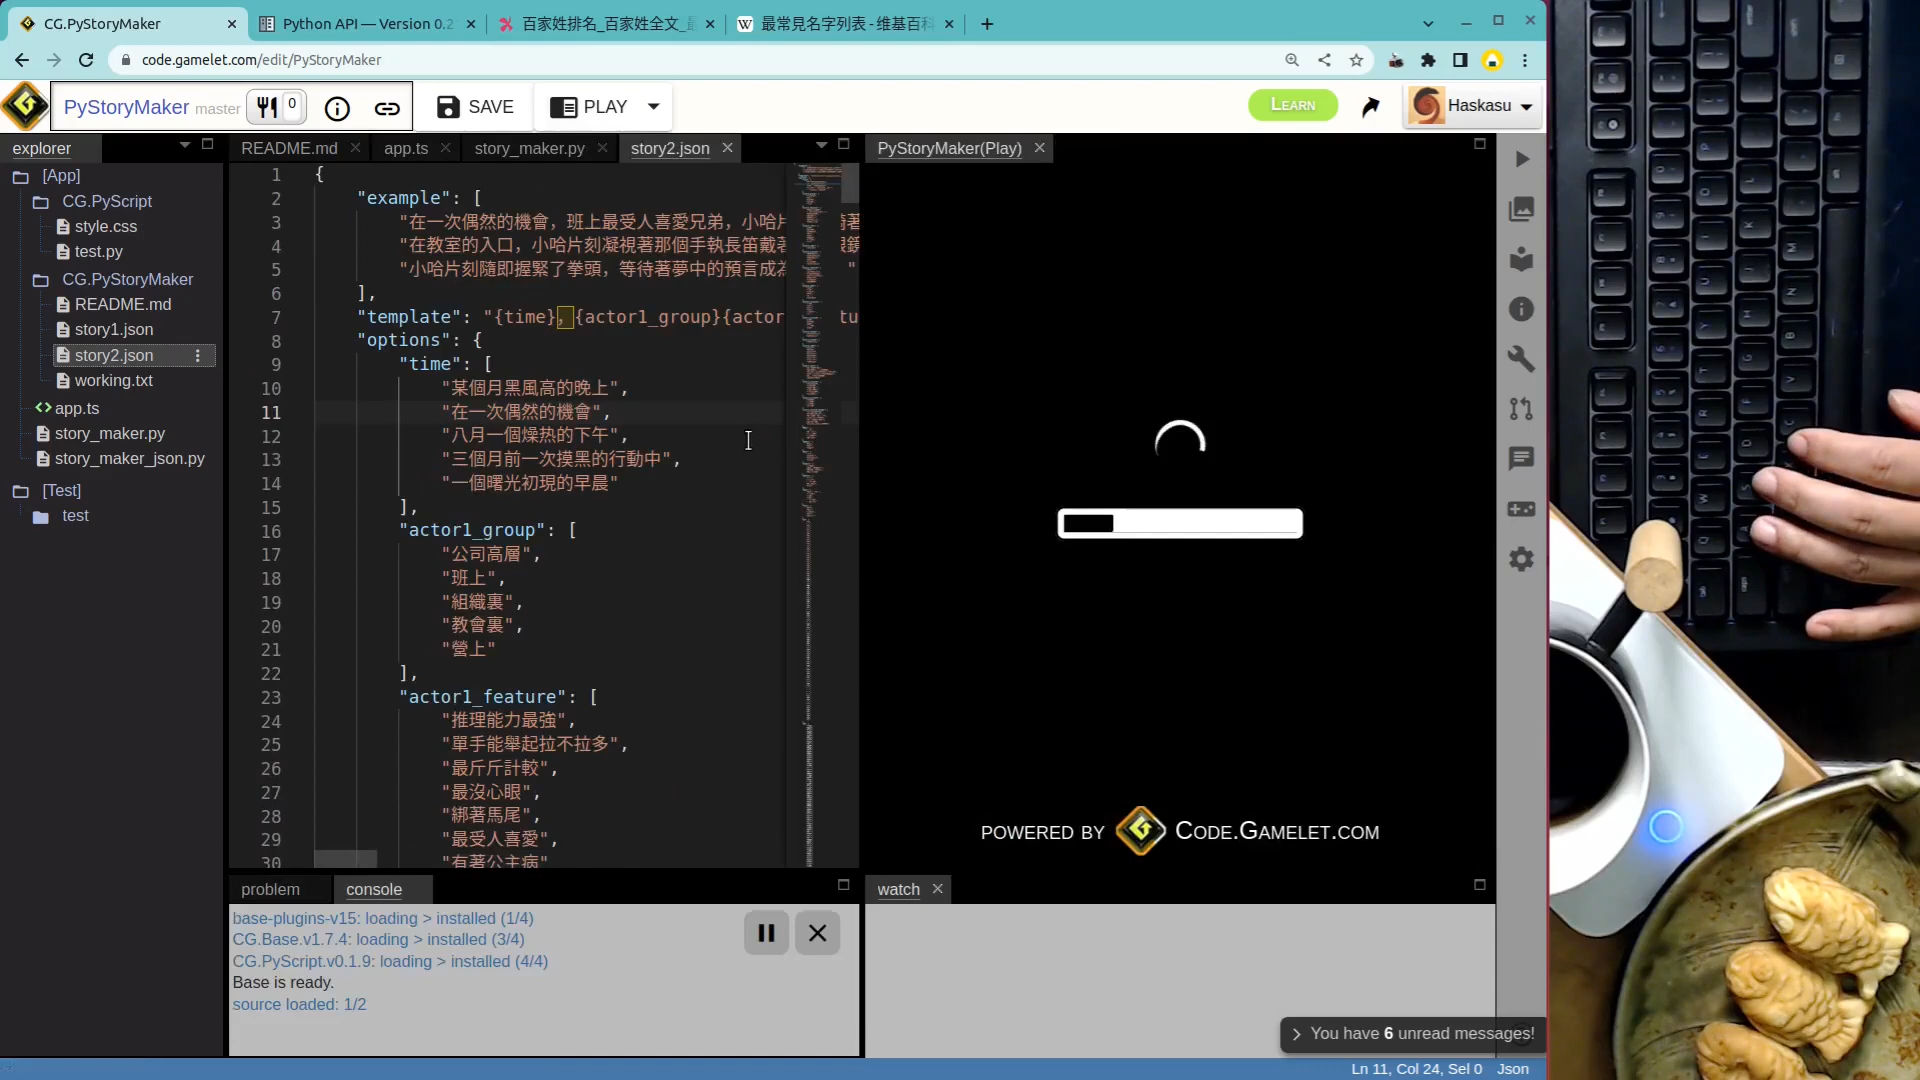 CG.PyStoryMaker
Python API — Version 0.2
百家姓排名_百家姓全文_最
最常見名字列表 - 维基百科
code.gamelet.com/edit/PyStoryMaker
PyStoryMaker master
0
SAVE
PLAY
LEARN
Haskasu
explorer
README.md
app.ts
story_maker.py
story2.json
PyStoryMaker(Play)
[App]
CG.PyScript
style.css
test.py
CG.PyStoryMaker
README.md
story1.json
story2.json
working.txt
app.ts
story_maker.py
story_maker_json.py
[Test]
test
1 {
2 "example": [
3 "在一次偶然的機會，班上最受人喜愛兄弟，小哈片
4 "在教室的入口，小哈片刻凝視著那個手執長笛戴著
5 "小哈片刻隨即握緊了拳頭，等待著夢中的預言成為
6 ],
7 "template": "{time}，{actor1_group}{actor
8 "options": {
9 "time": [
10 "某個月黑風高的晚上",
11 "在一次偶然的機會",
12 "八月一個燥热的下午",
13 "三個月前一次摸黑的行動中",
14 "一個曙光初現的早晨"
15 ],
16 "actor1_group": [
17 "公司高層",
18 "班上",
19 "組織裏",
20 "教會裏",
21 "營上"
22 ],
23 "actor1_feature": [
24 "推理能力最強",
25 "單手能舉起拉不拉多",
26 "最斤斤計較",
27 "最沒心眼",
28 "綁著馬尾",
29 "最受人喜愛",
30 "有著公主病"
POWERED BY CODE.GAMELET.COM
problem
console
watch
base-plugins-v15: loading > installed (1/4)
CG.Base.v1.7.4: loading > installed (3/4)
CG.PyScript.v0.1.9: loading > installed (4/4)
Base is ready.
source loaded: 1/2
You have 6 unread messages!
Ln 11, Col 24, Sel 0 Json